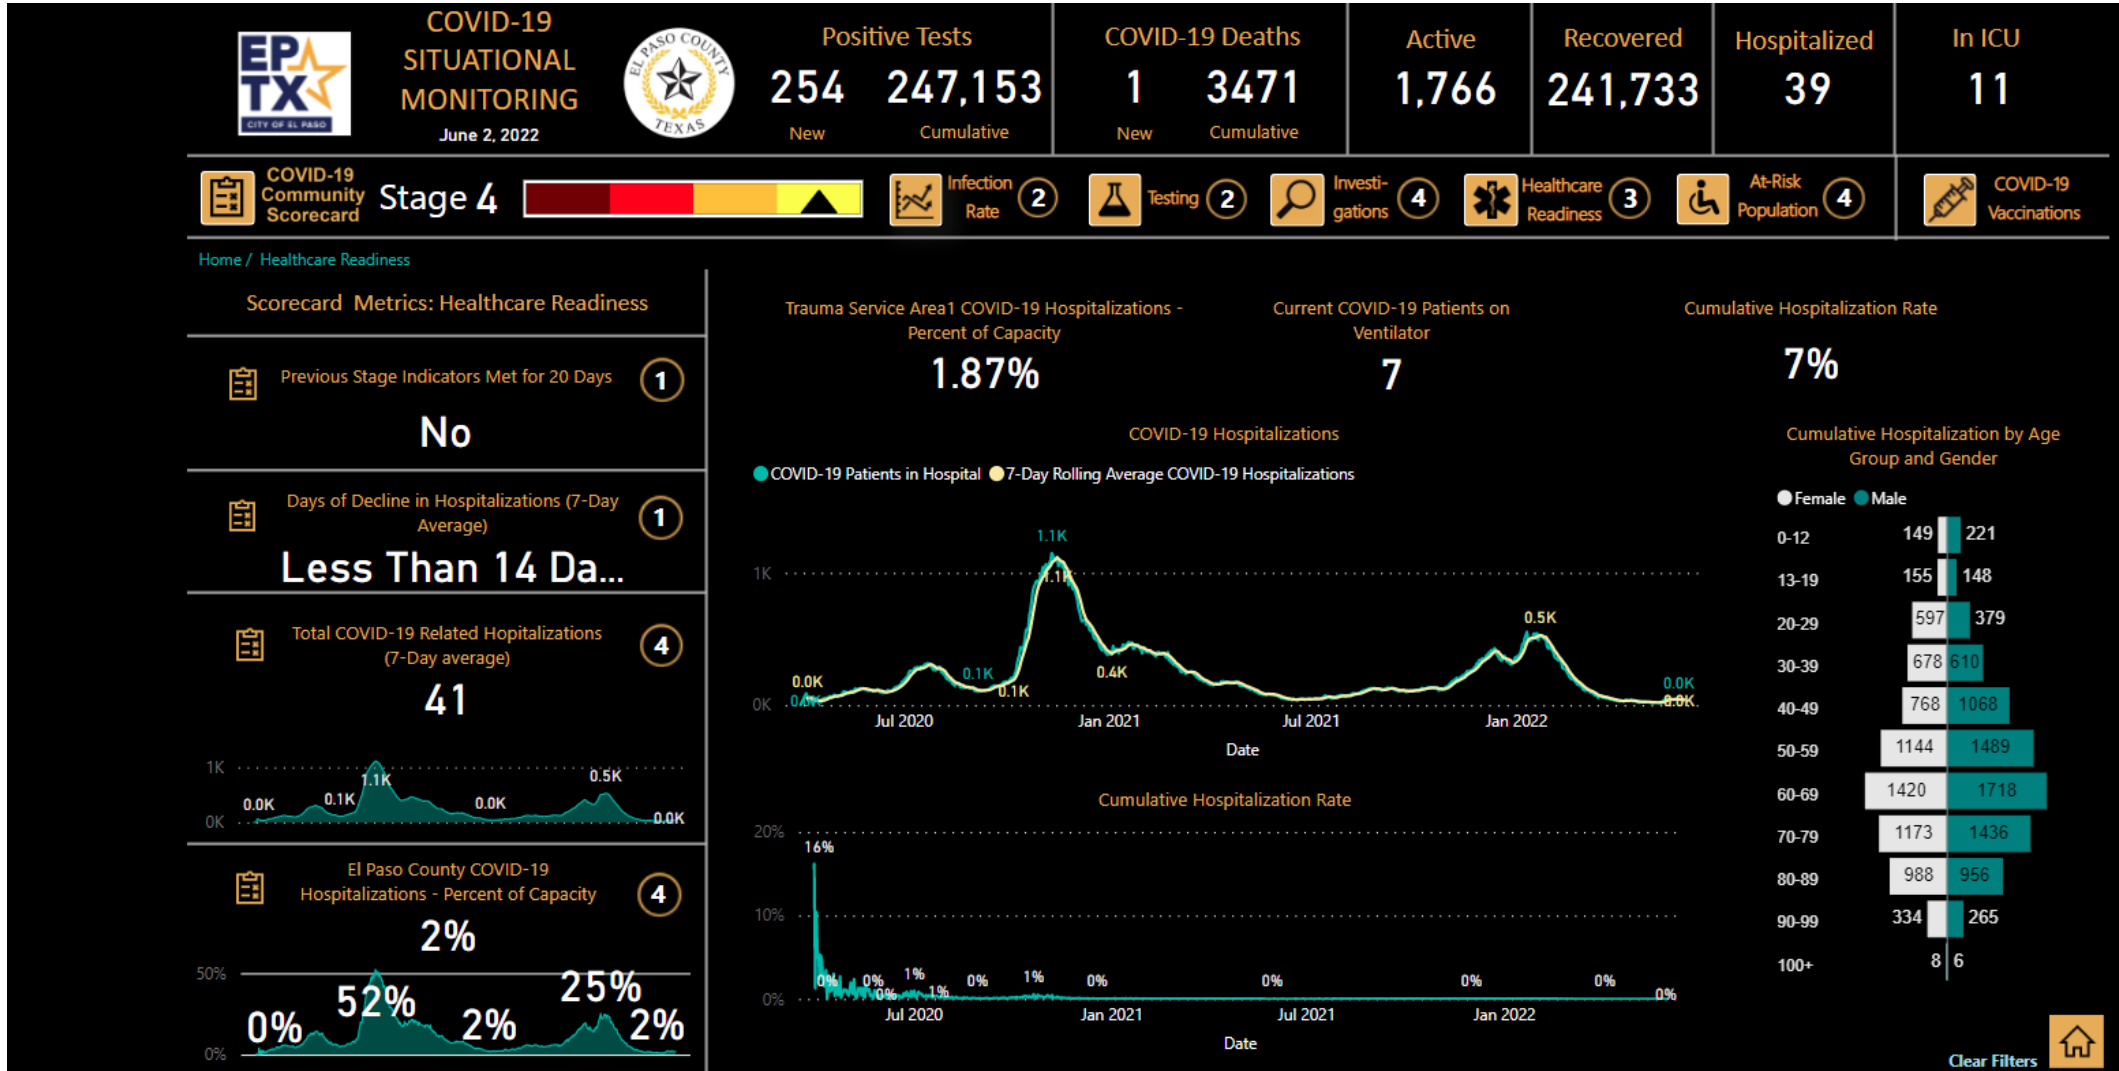 EP
TX
CITY OF EL PASO
COVID-19
SITUATIONAL
MONITORING
June 2, 2022
EL PASO COUNTY
TEXAS
Positive Tests
254 247,153
New Cumulative
COVID-19 Deaths
1 3471
New Cumulative
Active
1,766
Recovered
241,733
Hospitalized
39
In ICU
11
COVID-19
Community
Scorecard
Stage 4
Infection
Rate
2
Testing 2
Investi-
gations
4
Healthcare
Readiness
3
At-Risk
Population
4
COVID-19
Vaccinations
Home / Healthcare Readiness
Scorecard Metrics: Healthcare Readiness
Previous Stage Indicators Met for 20 Days 1
No
Days of Decline in Hospitalizations (7-Day
Average)
1
Less Than 14 Da...
Total COVID-19 Related Hopitalizations
(7-Day average)
4
41
1K
0K
0.0K 0.1K 1.1K 0.0K 0.5K 0.0K
El Paso County COVID-19
Hospitalizations - Percent of Capacity
4
2%
50%
0%
0% 52% 2% 25% 2%
Trauma Service Area1 COVID-19 Hospitalizations -
Percent of Capacity
1.87%
Current COVID-19 Patients on
Ventilator
7
Cumulative Hospitalization Rate
7%
COVID-19 Hospitalizations
COVID-19 Patients in Hospital 7-Day Rolling Average COVID-19 Hospitalizations
1K
0K
0.0K
0.0K
0.1K
0.1K
1.1K
1.1K
0.4K
0.5K
0.0K
0.0K
Jul 2020 Jan 2021 Jul 2021 Jan 2022
Date
Cumulative Hospitalization Rate
20%
10%
0%
16%
0% 0% 0% 1% 1% 0% 1% 0% 0% 0% 0% 0%
Jul 2020 Jan 2021 Jul 2021 Jan 2022
Date
Cumulative Hospitalization by Age
Group and Gender
Female Male
0-12 149 221
13-19 155 148
20-29 597 379
30-39 678 610
40-49 768 1068
50-59 1144 1489
60-69 1420 1718
70-79 1173 1436
80-89 988 956
90-99 334 265
100+ 8 6
Clear Filters